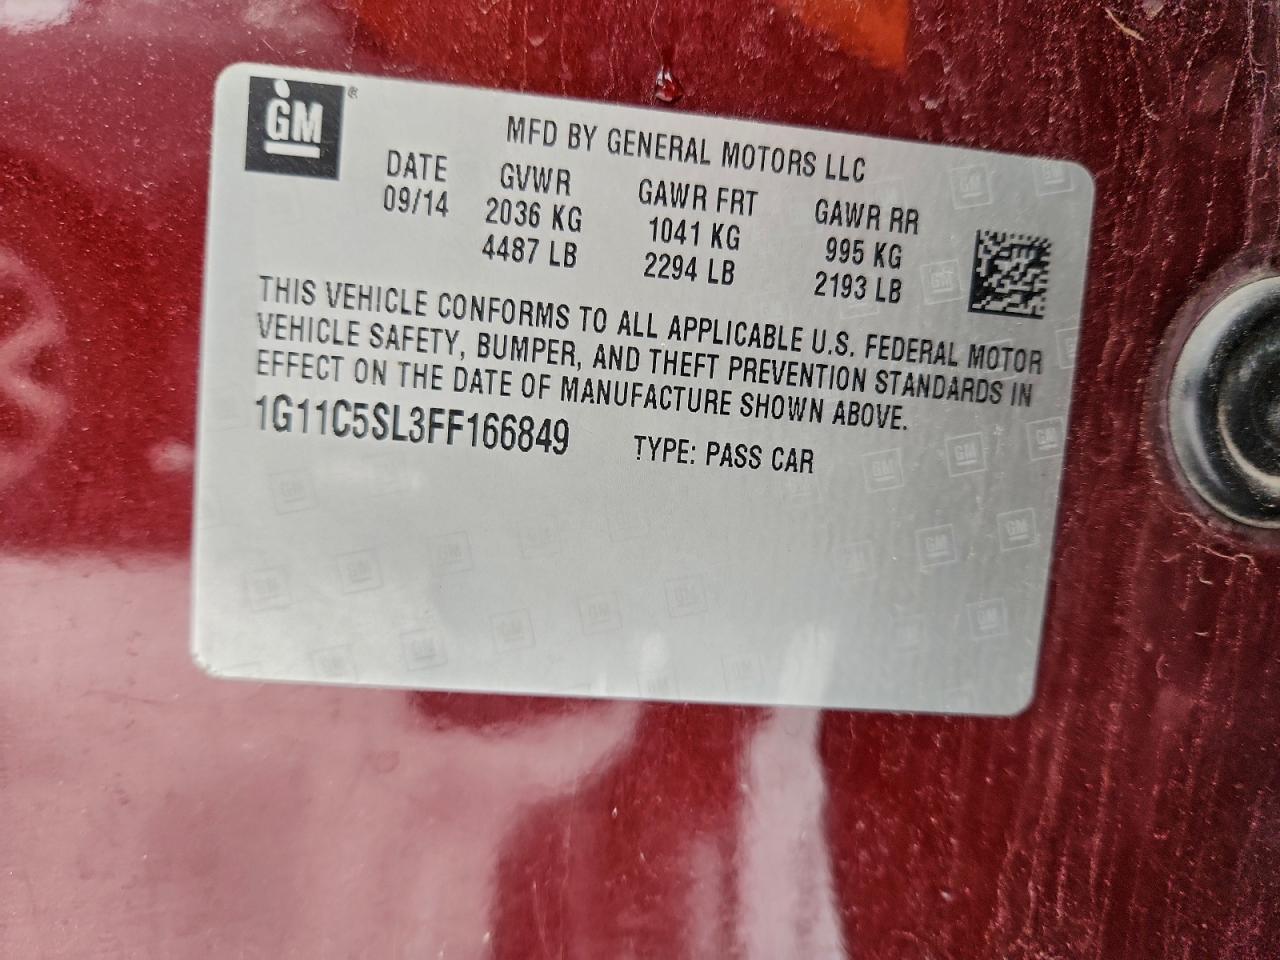 GM®
MFD BY GENERAL MOTORS LLC
DATE GVWR GAWR FRT GAWR RR
09/14 2036 KG 1041 KG 995 KG
4487 LB 2294 LB 2193 LB
THIS VEHICLE CONFORMS TO ALL APPLICABLE U.S. FEDERAL MOTOR
VEHICLE SAFETY, BUMPER, AND THEFT PREVENTION STANDARDS IN
EFFECT ON THE DATE OF MANUFACTURE SHOWN ABOVE.
1G11C5SL3FF166849 TYPE: PASS CAR